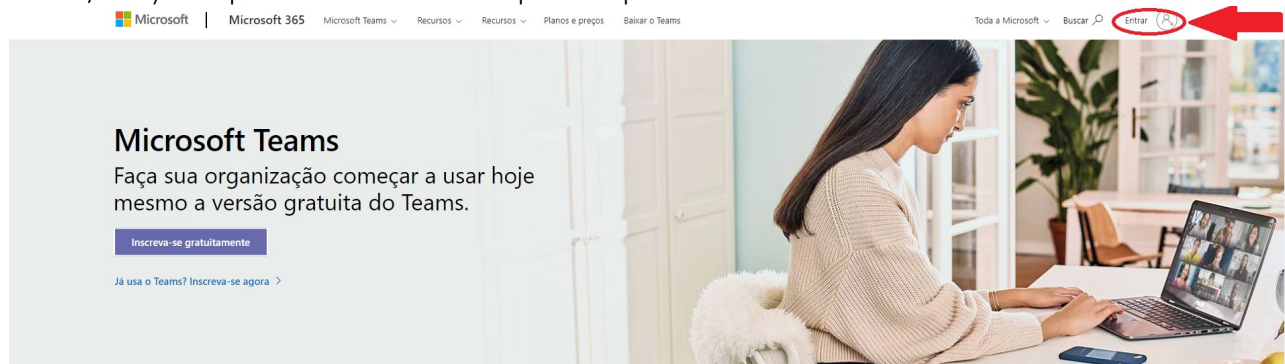 Microsoft | Microsoft 365 Microsoft Teams Recursos Recursos Planos e preços Baixar o Teams Toda a Microsoft Buscar Entrar
Microsoft Teams
Faça sua organização começar a usar hoje
mesmo a versão gratuita do Teams.
Inscreva-se gratuitamente
Já usa o Teams? Inscreva-se agora >